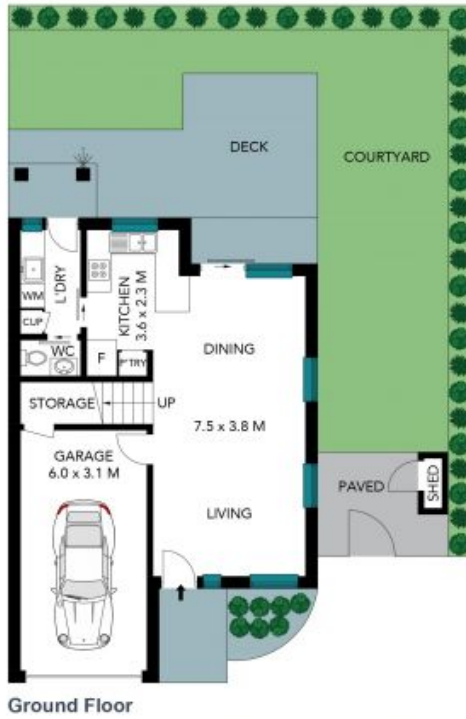 DECK
COURTYARD
L'DRY
WM
CUP
WC
KITCHEN
3.6 x 2.3 M
F
P'TRY
DINING
STORAGE
UP
7.5 x 3.8 M
GARAGE
6.0 x 3.1 M
LIVING
PAVED
SHED
Ground Floor